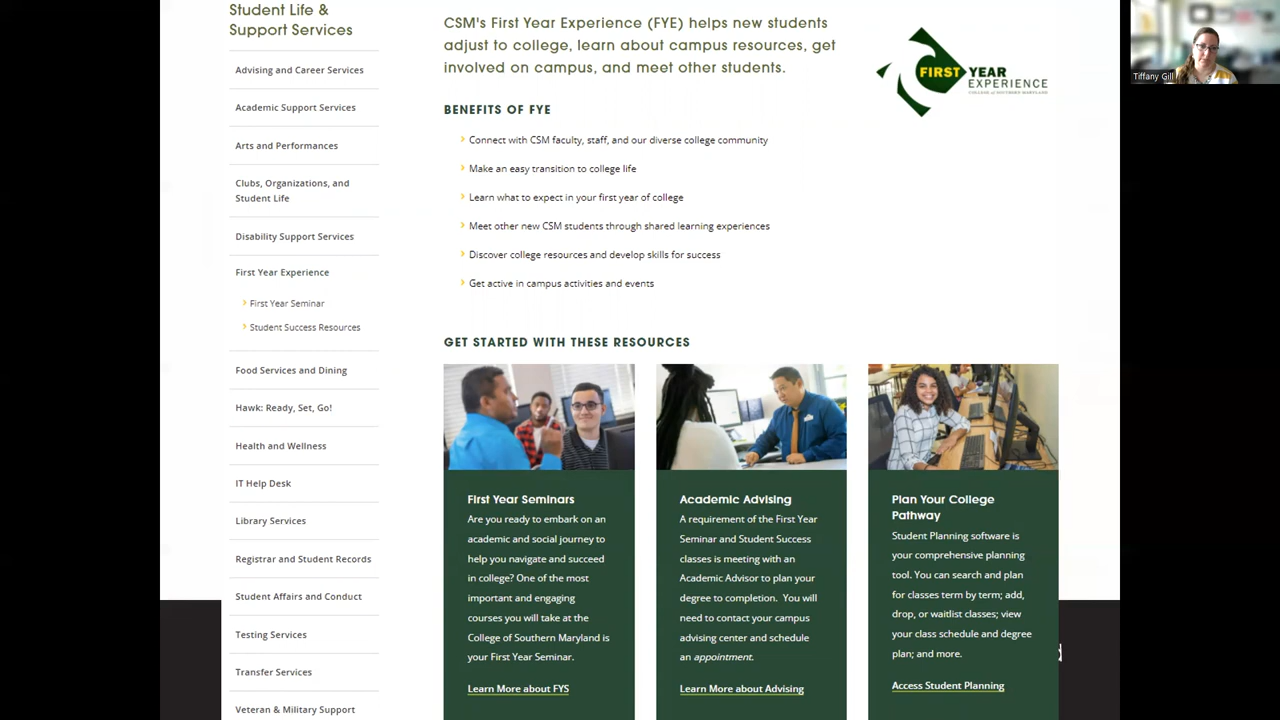 Student Life &
Support Services
Advising and Career Services
Academic Support Services
Arts and Performances
Clubs, Organizations, and
Student Life
Disability Support Services
First Year Experience
First Year Seminar
Student Success Resources
Food Services and Dining
Hawk: Ready, Set, Go!
Health and Wellness
IT Help Desk
Library Services
Registrar and Student Records
Student Affairs and Conduct
Testing Services
Transfer Services
Veteran & Military Support
CSM's First Year Experience (FYE) helps new students
adjust to college, learn about campus resources, get
involved on campus, and meet other students.
FIRST YEAR
EXPERIENCE
COLLEGE of SOUTHERN MARYLAND
BENEFITS OF FYE
Connect with CSM faculty, staff, and our diverse college community
Make an easy transition to college life
Learn what to expect in your first year of college
Meet other new CSM students through shared learning experiences
Discover college resources and develop skills for success
Get active in campus activities and events
GET STARTED WITH THESE RESOURCES
First Year Seminars
Are you ready to embark on an
academic and social journey to
help you navigate and succeed
in college? One of the most
important and engaging
courses you will take at the
College of Southern Maryland is
your First Year Seminar.
Learn More about FYS
Academic Advising
A requirement of the First Year
Seminar and Student Success
classes is meeting with an
Academic Advisor to plan your
degree to completion. You will
need to contact your campus
advising center and schedule
an appointment.
Learn More about Advising
Plan Your College
Pathway
Student Planning software is
your comprehensive planning
tool. You can search and plan
for classes term by term; add,
drop, or waitlist classes; view
your class schedule and degree
plan; and more.
Access Student Planning
Tiffany Gill